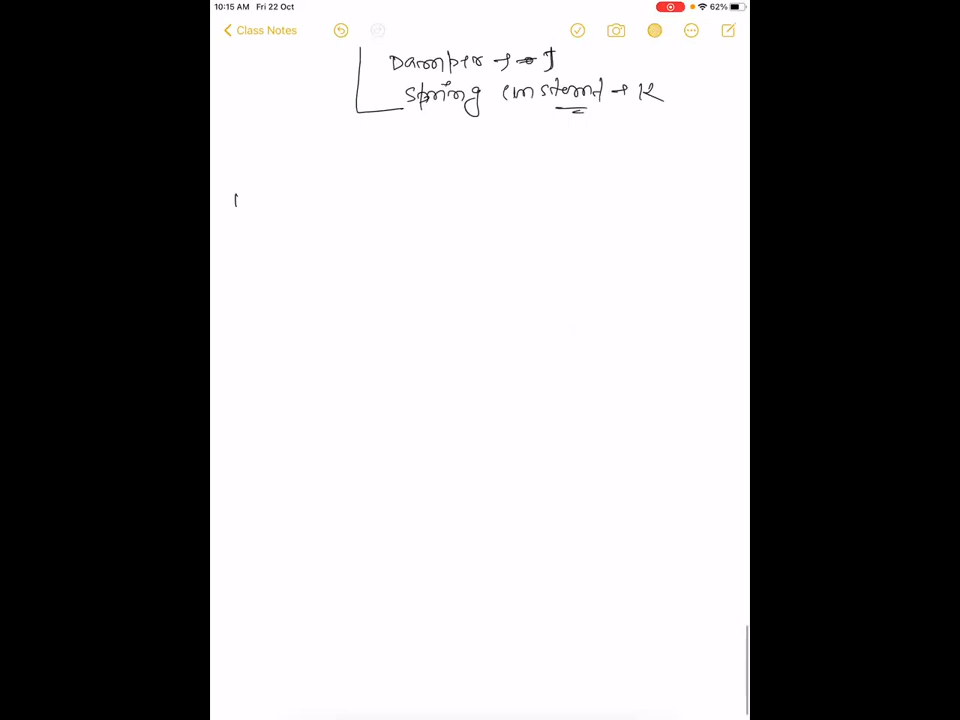 10:15 AM Fri 22 Oct 62%
Class Notes
Damper → J
spring constant → K